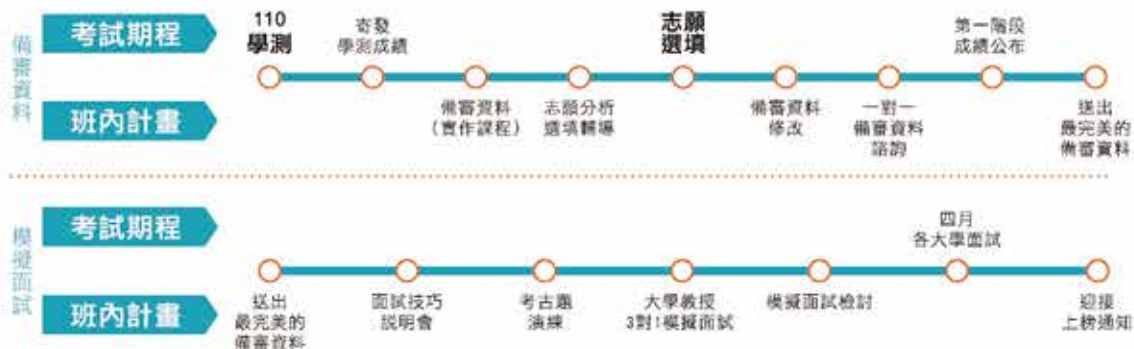 備審資料
考試期程
班內計畫
110
學測
寄發
學測成績
備審資料
(實作課程)
志願分析
選填輔導
志願
選填
備審資料
修改
一對一
備審資料
諮詢
第一階段
成績公布
送出
最完美的
備審資料
模擬面試
考試期程
班內計畫
送出
最完美的
備審資料
面試技巧
說明會
考古題
演練
大學教授
3對1模擬面試
模擬面試檢討
四月
各大學面試
迎接
上榜通知